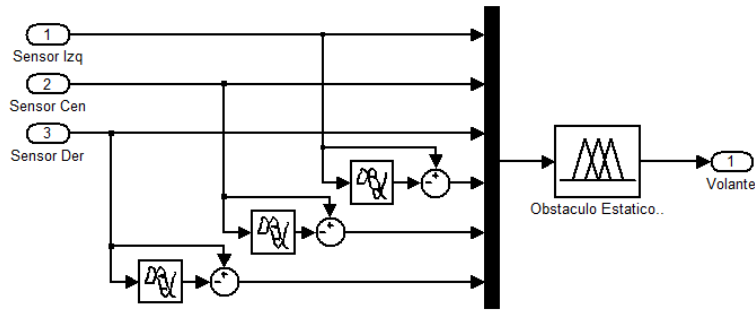 1
Sensor Izq
2
Sensor Cen
3
Sensor Der
Obstaculo Estatico..
1
Volante